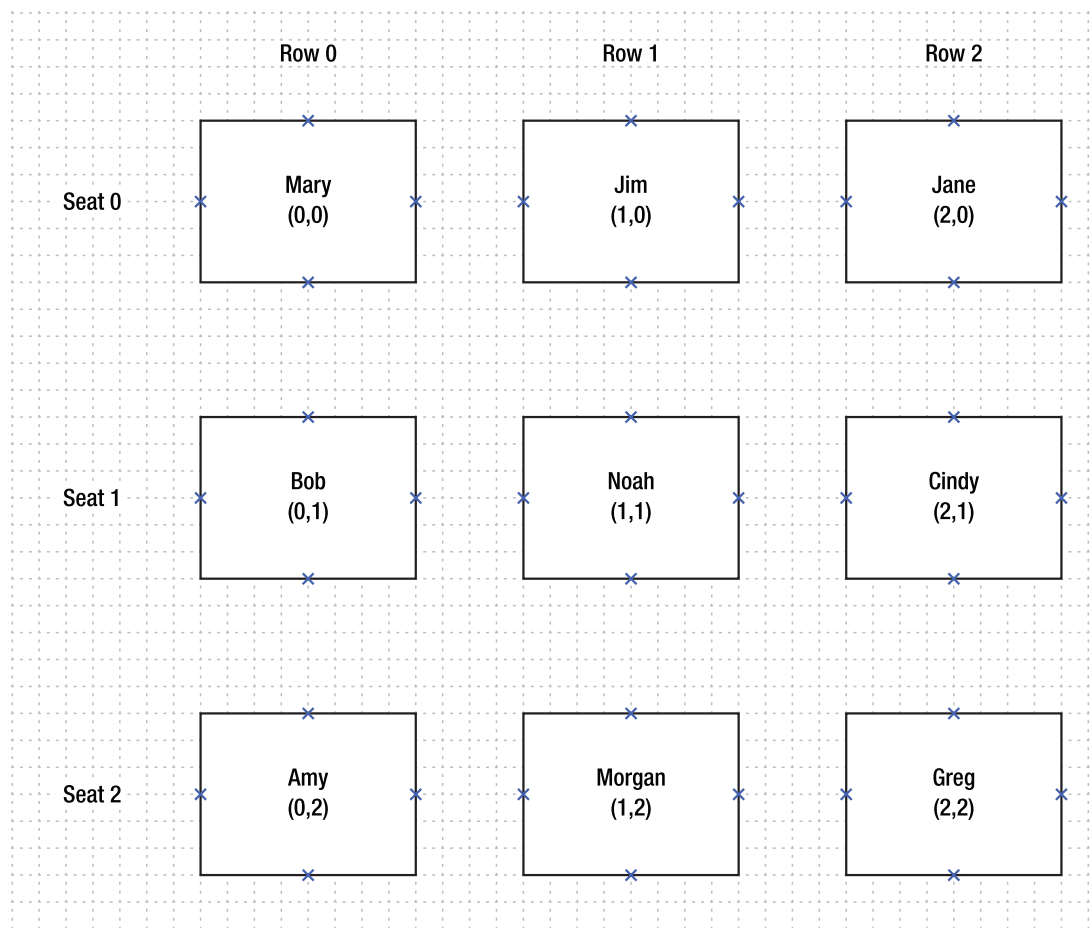 Row 0
Row 1
Row 2
Seat 0
Mary
(0,0)
Jim
(1,0)
Jane
(2,0)
Seat 1
Bob
(0,1)
Noah
(1,1)
Cindy
(2,1)
Seat 2
Amy
(0,2)
Morgan
(1,2)
Greg
(2,2)